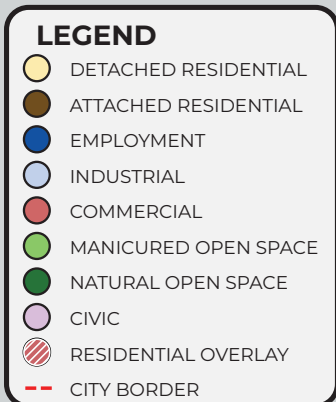 LEGEND
DETACHED RESIDENTIAL
ATTACHED RESIDENTIAL
EMPLOYMENT
INDUSTRIAL
COMMERCIAL
MANICURED OPEN SPACE
NATURAL OPEN SPACE
CIVIC
RESIDENTIAL OVERLAY
CITY BORDER